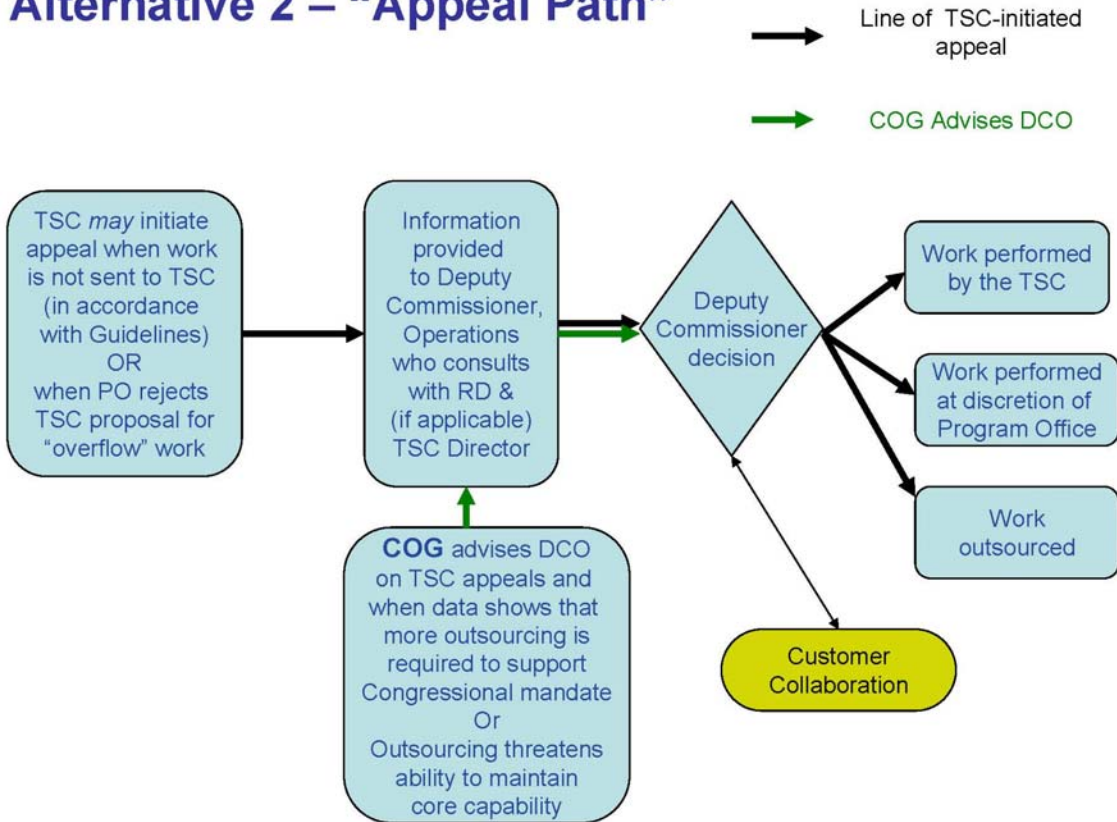 Alternative 2 – "Appeal Path"
Line of TSC-initiated
appeal
COG Advises DCO
TSC may initiate
appeal when work
is not sent to TSC
(in accordance
with Guidelines)
OR
when PO rejects
TSC proposal for
"overflow" work
Information
provided
to Deputy
Commissioner,
Operations
who consults
with RD &
(if applicable)
TSC Director
Deputy
Commissioner
decision
Work performed
by the TSC
Work performed
at discretion of
Program Office
Work
outsourced
COG advises DCO
on TSC appeals and
when data shows that
more outsourcing is
required to support
Congressional mandate
Or
Outsourcing threatens
ability to maintain
core capability
Customer
Collaboration